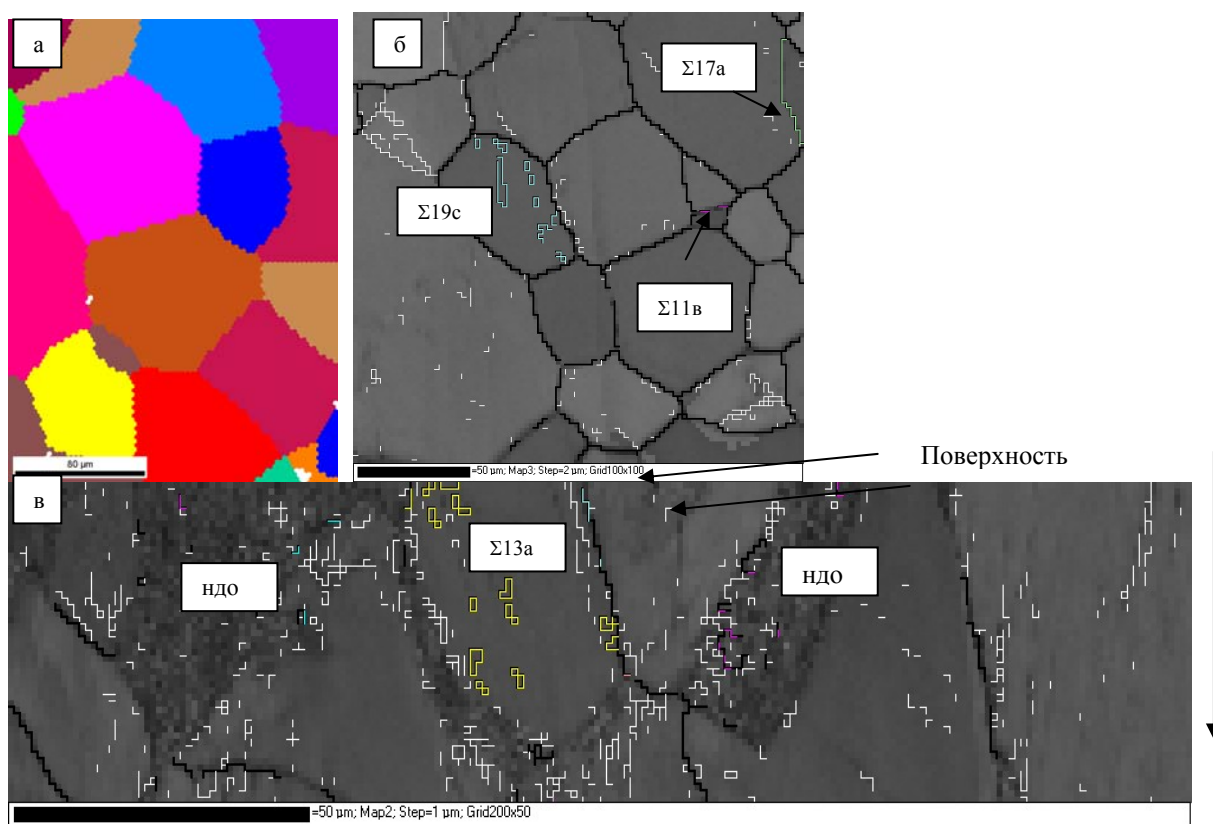 а
б
Σ17а
Σ19с
Σ11в
80 µm
=50 µm; Map3; Step=2 µm; Grid100x100
Поверхность
в
Σ13а
ндо
ндо
=50 µm; Map2; Step=1 µm; Grid200x50